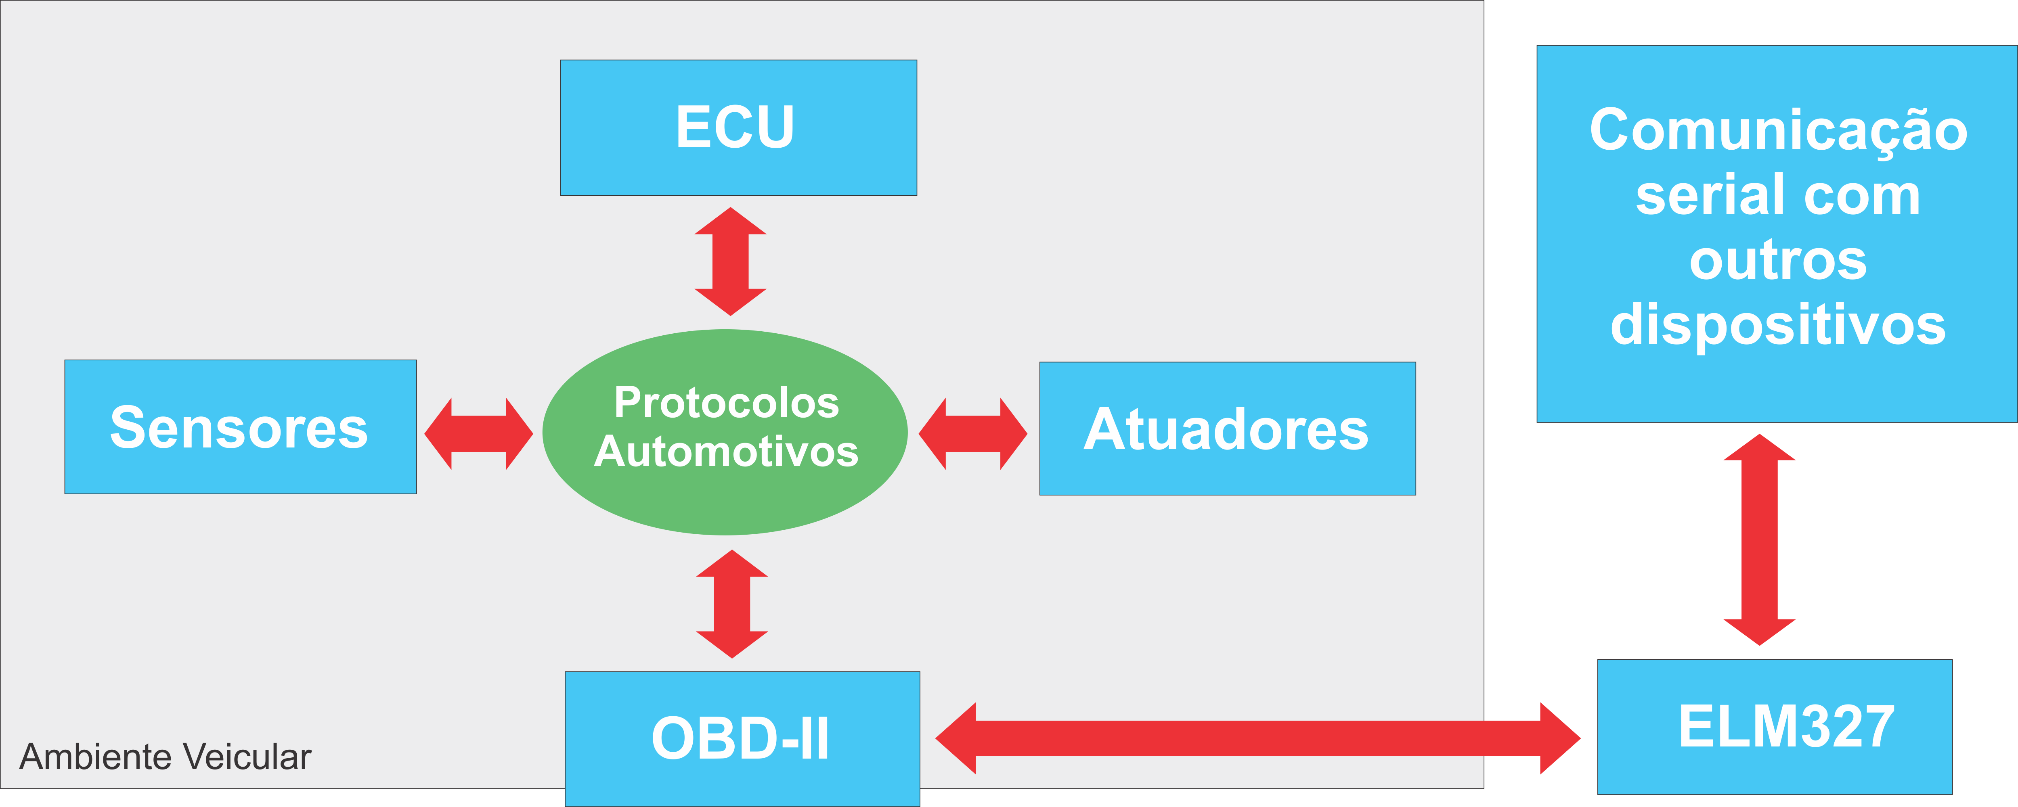 ECU
Comunicação
serial com
outros
dispositivos
Protocolos
Automotivos
Sensores
Atuadores
OBD-II
ELM327
Ambiente Veicular